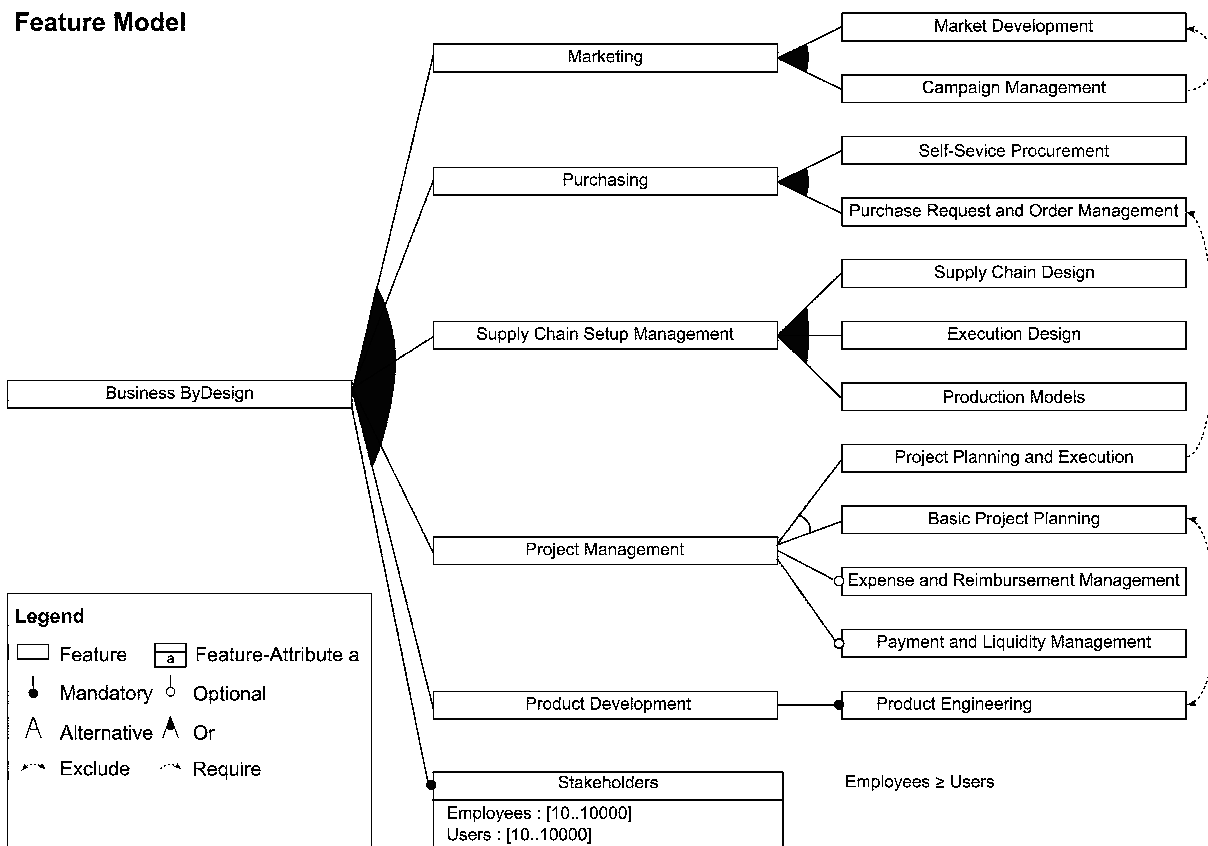 Feature Model
Market Development
Marketing
Campaign Management
Self-Sevice Procurement
Purchasing
Purchase Request and Order Management
Supply Chain Design
Supply Chain Setup Management
Execution Design
Business ByDesign
Production Models
Project Planning and Execution
Basic Project Planning
Project Management
Expense and Reimbursement Management
Payment and Liquidity Management
Product Development
Product Engineering
Stakeholders
Employees : [10..10000]
Users : [10..10000]
Employees ≥ Users
Legend
Feature
a
Feature-Attribute a
Mandatory
Optional
Alternative
Or
Exclude
Require